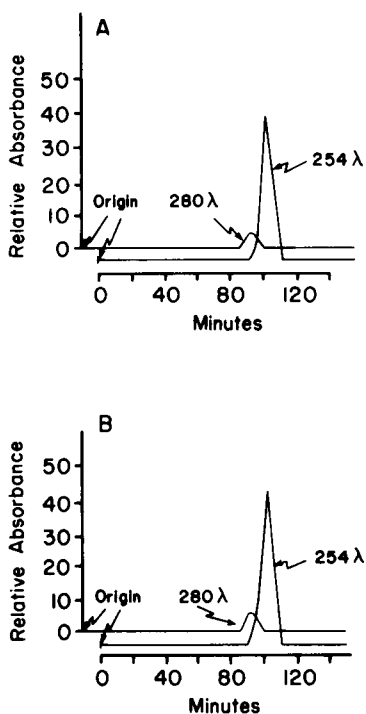 A
Relative Absorbance
50
40
30
20
10
0
Origin
280 λ
254 λ
0 40 80 120
Minutes
B
Relative Absorbance
50
40
30
20
10
0
Origin
280 λ
254 λ
0 40 80 120
Minutes